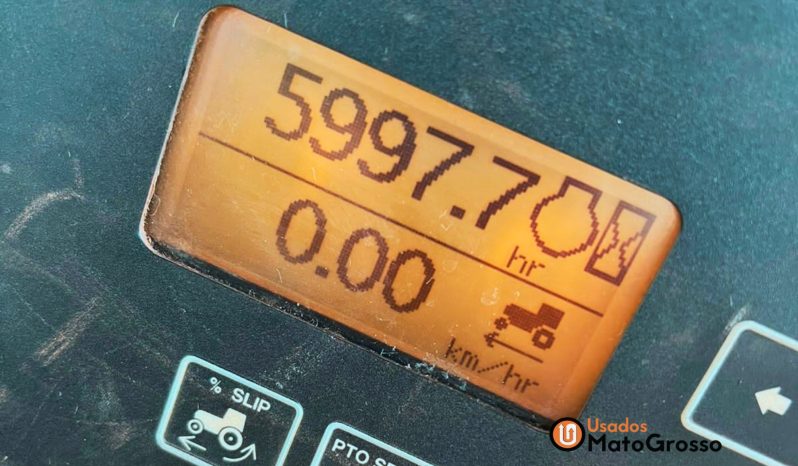 5997.7
hr
0.00
km/hr
% SLIP
PTO
Usados
MatoGrosso